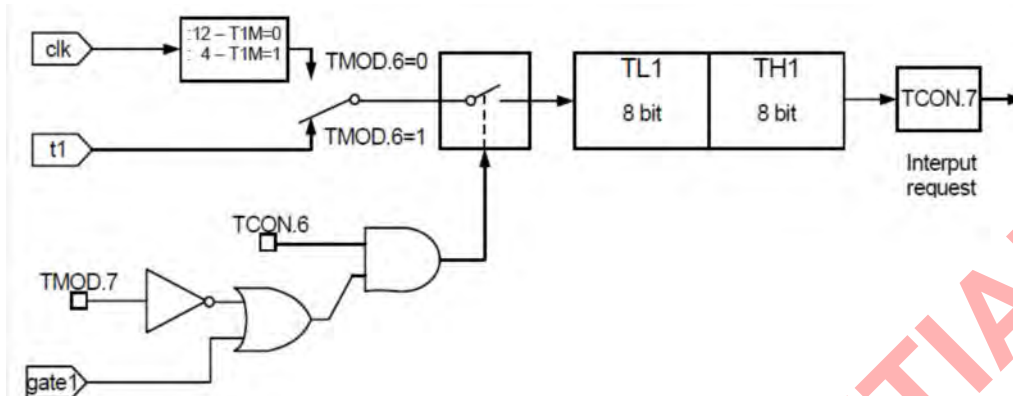 clk
:12 – T1M=0
: 4 – T1M=1
TMOD.6=0
TL1
8 bit
TH1
8 bit
TCON.7
t1
TMOD.6=1
Interput
request
TCON.6
TMOD.7
gate1
TIA